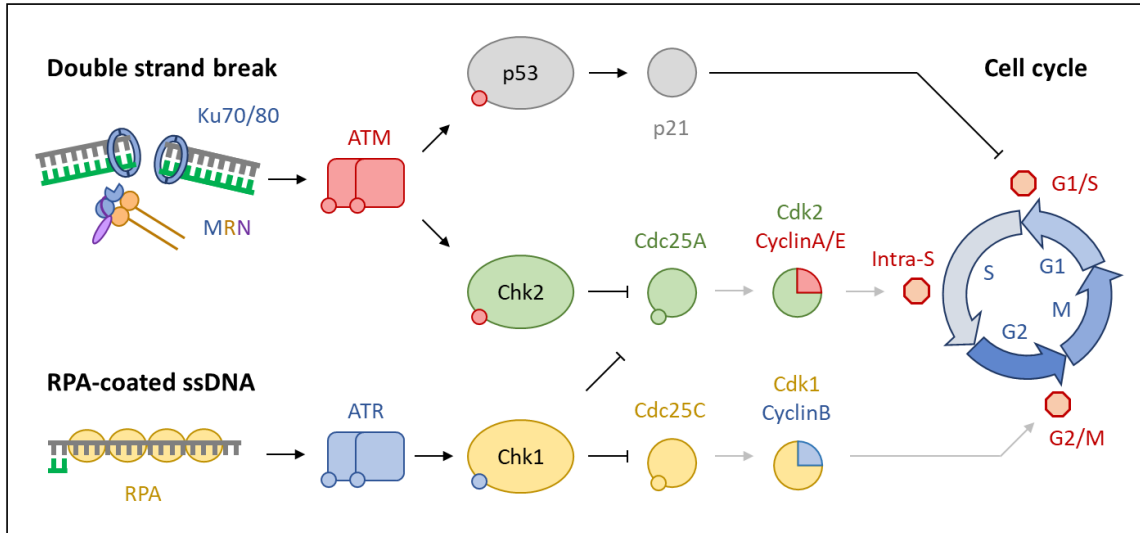 Double strand break
Ku70/80
MRN
ATM
p53
p21
Cell cycle
G1/S
Chk2
Cdc25A
Cdk2
CyclinA/E
Intra-S
S
G1
G2
M
G2/M
RPA-coated ssDNA
RPA
ATR
Chk1
Cdc25C
Cdk1
CyclinB